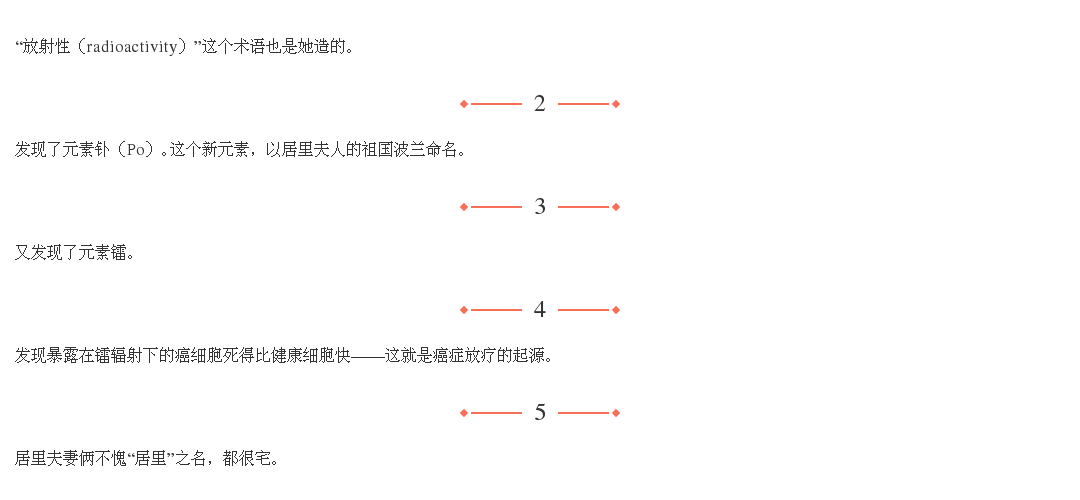 “放射性（radioactivity）”这个术语也是她造的。
2
发现了元素钋（Po）。这个新元素，以居里夫人的祖国波兰命名。
3
又发现了元素镭。
4
发现暴露在镭辐射下的癌细胞死得比健康细胞快——这就是癌症放疗的起源。
5
居里夫妻俩不愧“居里”之名，都很宅。